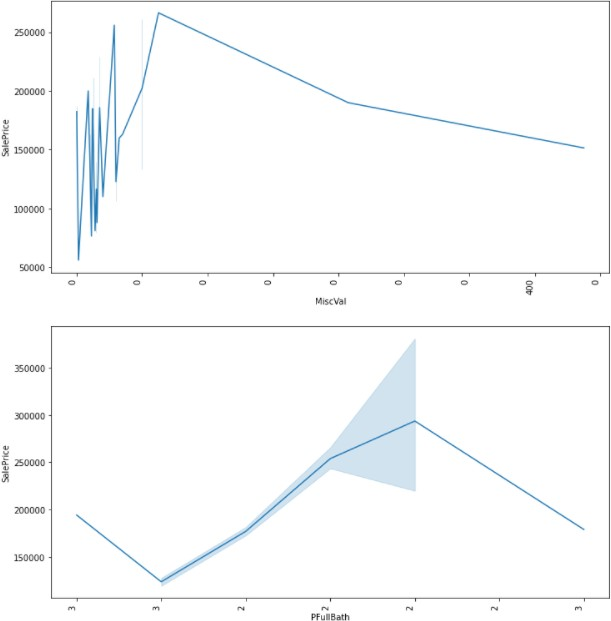 250000
200000
150000
100000
50000
SalePrice
0 0 0 0 0 0 0 400 0
MiscVal
350000
300000
250000
200000
150000
SalePrice
3 3 2 2 2 2 3
PFullBath